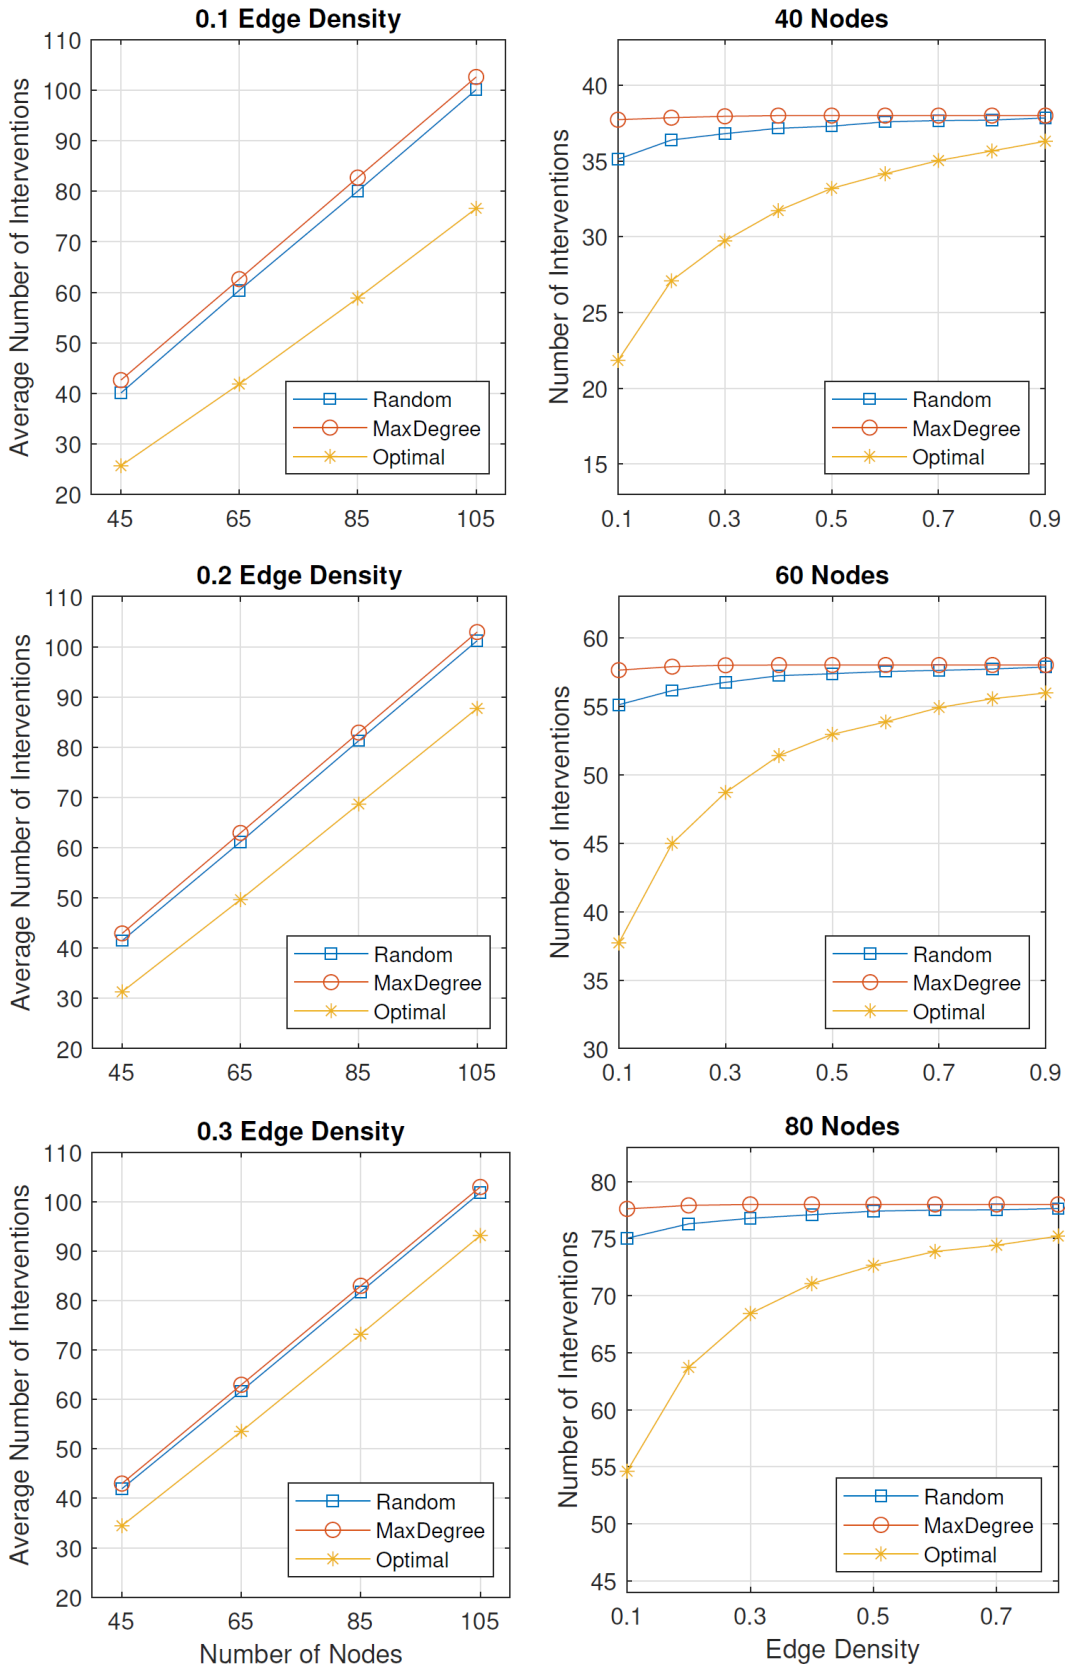 0.1 Edge Density
110
100
90
80
70
60
50
40
30
20
Average Number of Interventions
45 65 85 105
Random
MaxDegree
Optimal
40 Nodes
40
35
30
25
20
15
Number of Interventions
0.1 0.3 0.5 0.7 0.9
Random
MaxDegree
Optimal
0.2 Edge Density
110
100
90
80
70
60
50
40
30
20
Average Number of Interventions
45 65 85 105
Random
MaxDegree
Optimal
60 Nodes
60
55
50
45
40
35
30
Number of Interventions
0.1 0.3 0.5 0.7 0.9
Random
MaxDegree
Optimal
0.3 Edge Density
110
100
90
80
70
60
50
40
30
20
Average Number of Interventions
45 65 85 105
Number of Nodes
Random
MaxDegree
Optimal
80 Nodes
80
75
70
65
60
55
50
45
Number of Interventions
0.1 0.3 0.5 0.7
Edge Density
Random
MaxDegree
Optimal